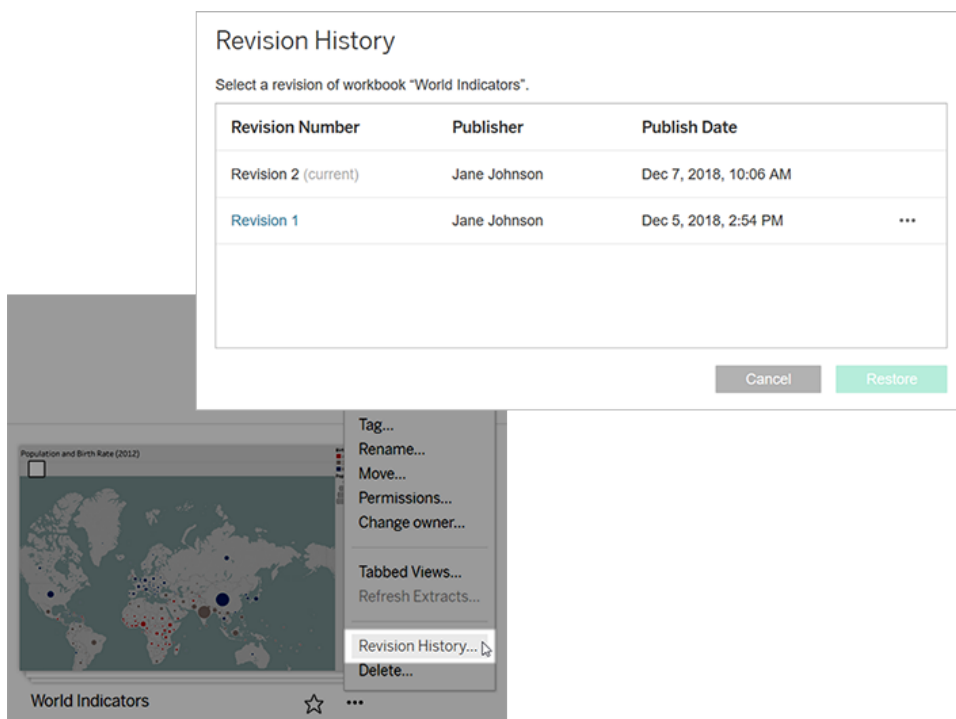 Revision History
Select a revision of workbook “World Indicators”.
Revision Number Publisher Publish Date
Revision 2 (current) Jane Johnson Dec 7, 2018, 10:06 AM
Revision 1 Jane Johnson Dec 5, 2018, 2:54 PM
Cancel Restore
Tag...
Rename...
Move...
Permissions...
Change owner...
Tabbed Views...
Refresh Extracts...
Revision History...
Delete...
Population and Birth Rate (2012)
World Indicators